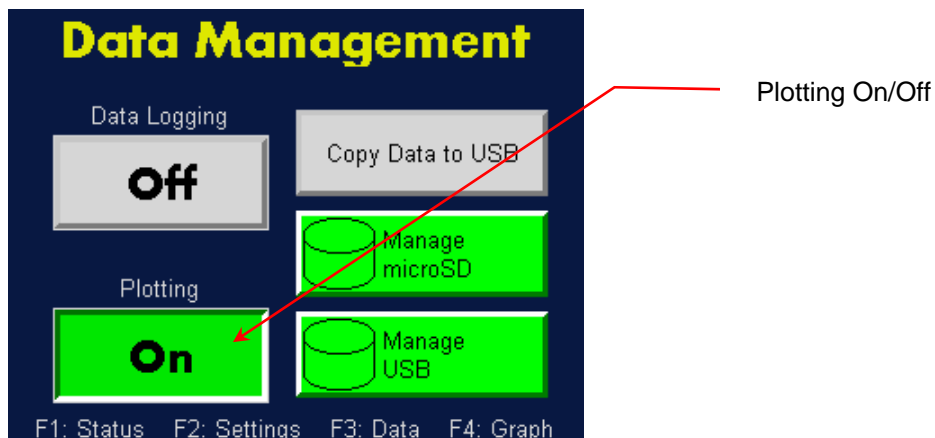 Data Management
Plotting On/Off
Data Logging
Off
Copy Data to USB
Manage
microSD
Plotting
On
Manage
USB
F1: Status F2: Settings F3: Data F4: Graph